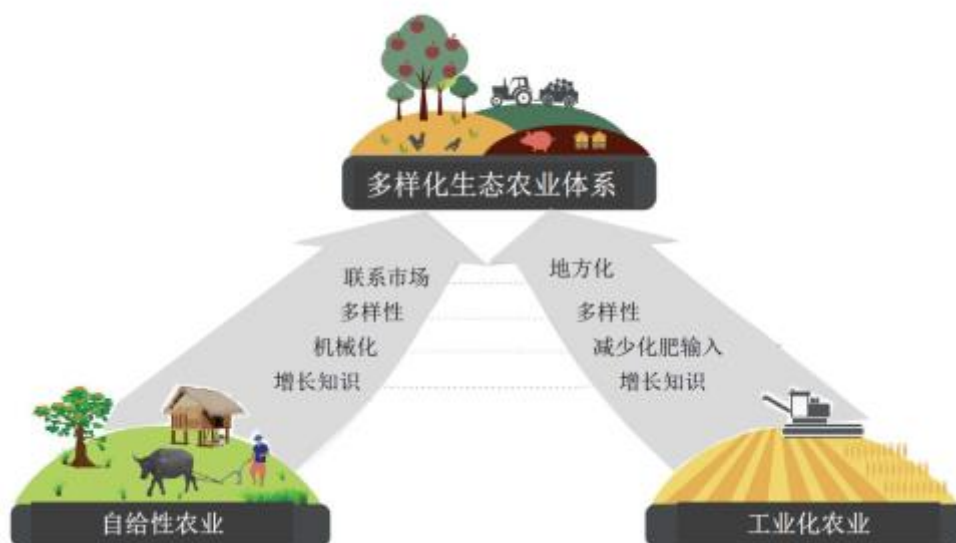 多样化生态农业体系
联系市场
地方化
多样性
多样性
机械化
减少化肥输入
增长知识
增长知识
自给性农业
工业化农业